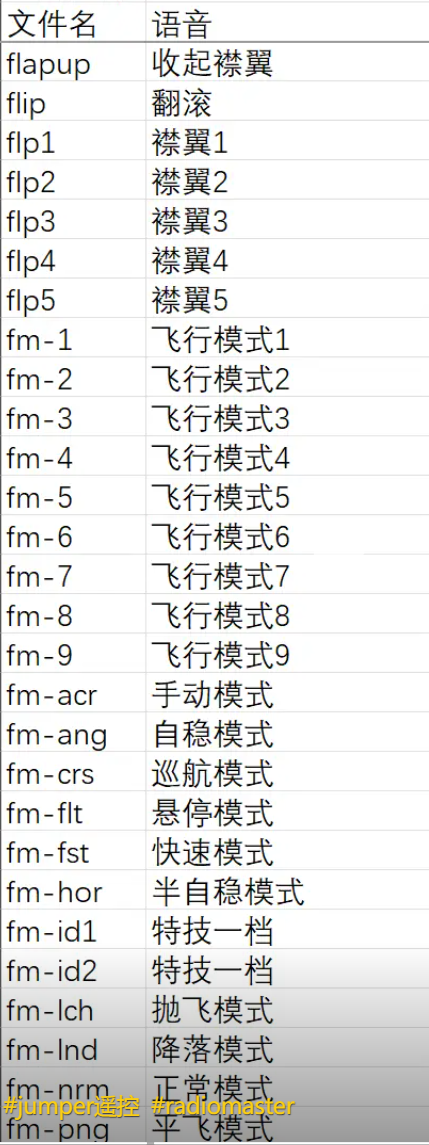 文件名 语音
flapup 收起襟翼
flip 翻滚
flp1 襟翼1
flp2 襟翼2
flp3 襟翼3
flp4 襟翼4
flp5 襟翼5
fm-1 飞行模式1
fm-2 飞行模式2
fm-3 飞行模式3
fm-4 飞行模式4
fm-5 飞行模式5
fm-6 飞行模式6
fm-7 飞行模式7
fm-8 飞行模式8
fm-9 飞行模式9
fm-acr 手动模式
fm-ang 自稳模式
fm-crs 巡航模式
fm-flt 悬停模式
fm-fst 快速模式
fm-hor 半自稳模式
fm-id1 特技一档
fm-id2 特技一档
fm-lch 抛飞模式
fm-lnd 降落模式
fm-nrm 正常模式
#jumper遥控 #radiomaster
fm-png 平飞模式